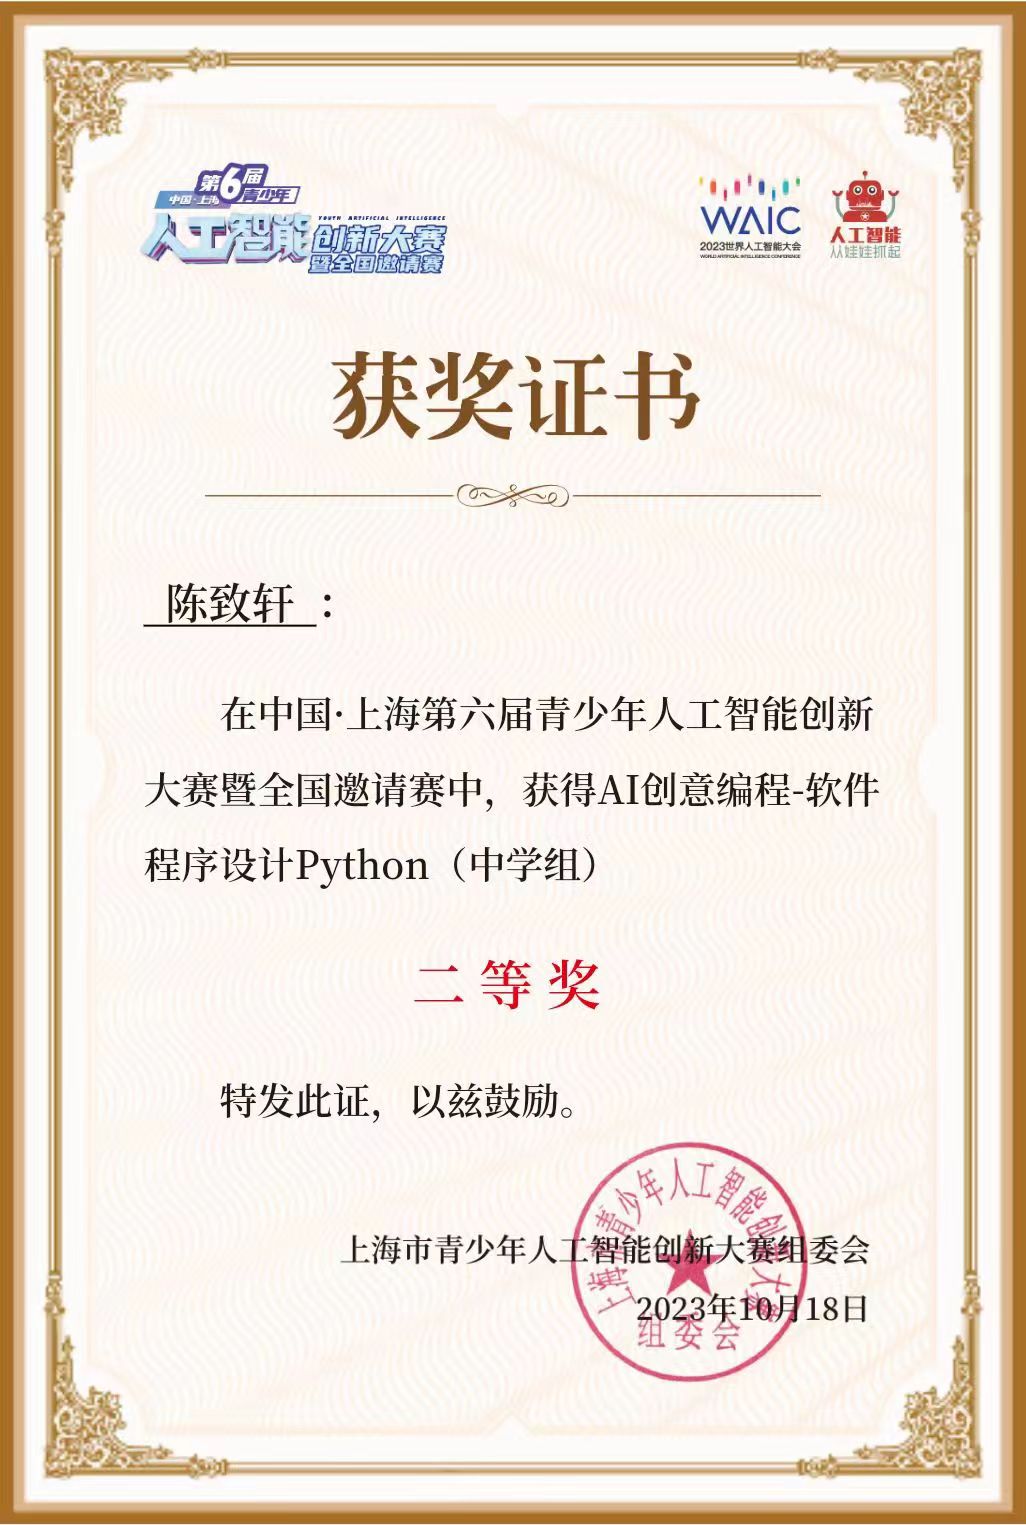 第6届
中国·上海 青少年
人工智能
YOUTH ARTIFICIAL INTELLIGENCE
创新大赛
暨全国邀请赛
WAIC
2023世界人工智能大会
WORLD ARTIFICIAL INTELLIGENCE CONFERENCE
人工智能
从娃娃抓起
获奖证书
陈致轩：
在中国·上海第六届青少年人工智能创新
大赛暨全国邀请赛中，获得AI创意编程-软件
程序设计Python（中学组）
二等奖
特发此证，以兹鼓励。
上海市青少年人工智能创新大赛组委会
2023年10月18日
上海市青少年人工智能创新大赛
组委会